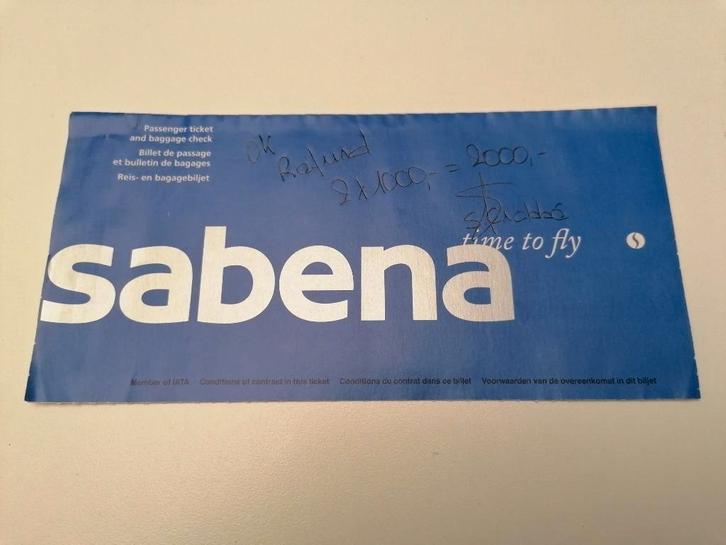 Passenger ticket
and baggage check
Billet de passage
et bulletin de bagages
Reis- en bagagebiljet
OK
Refund
2 x 1000,- = 2000,-
sabena
time to fly
Member of IATA Conditions of contract in this ticket Conditions du contrat dans ce billet Voorwaarden van de overeenkomst in dit biljet